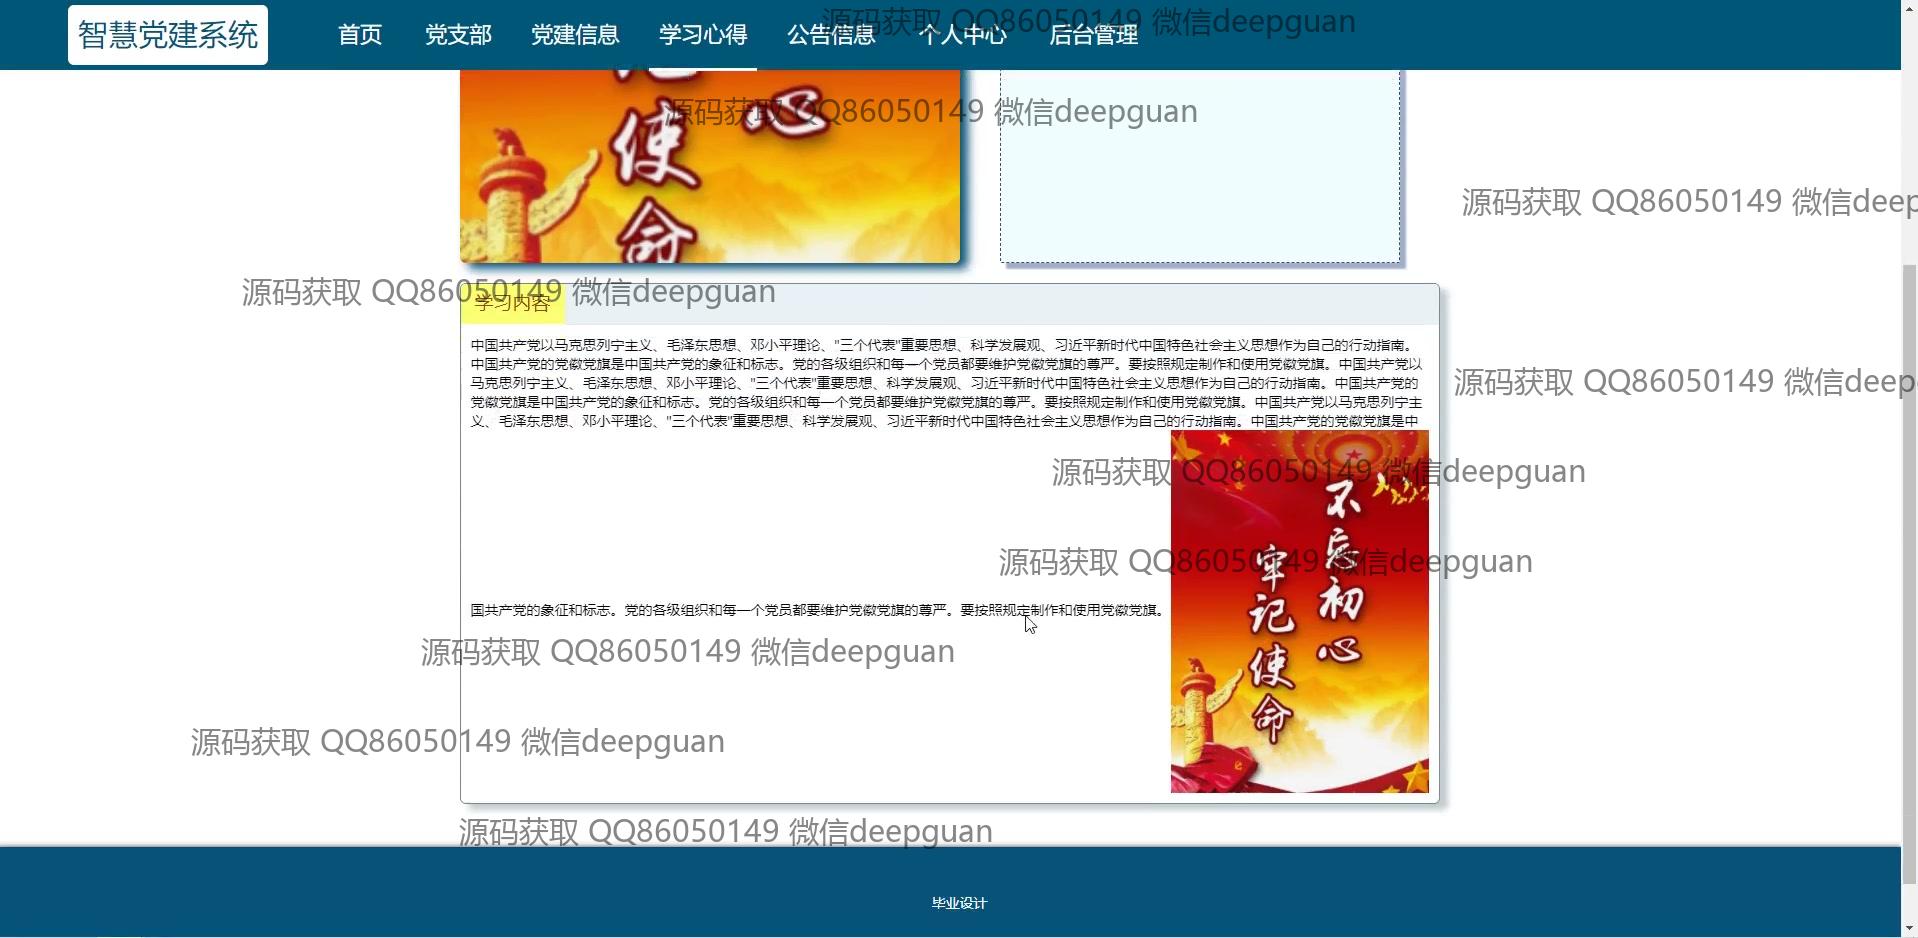 智慧党建系统 首页 党支部 党建信息 学习心得 公告信息 个人中心 后台管理
源码获取 QQ86050149 微信deepguan
源码获取 QQ86050149 微信deepguan
心
使
命
源码获取 QQ86050149 微信deep
源码获取 QQ86050149 微信deepguan
学习内容
中国共产党以马克思列宁主义、毛泽东思想、邓小平理论、"三个代表"重要思想、科学发展观、习近平新时代中国特色社会主义思想作为自己的行动指南。
中国共产党的党徽党旗是中国共产党的象征和标志。党的各级组织和每一个党员都要维护党徽党旗的尊严。要按照规定制作和使用党徽党旗。中国共产党以
马克思列宁主义、毛泽东思想、邓小平理论、"三个代表"重要思想、科学发展观、习近平新时代中国特色社会主义思想作为自己的行动指南。中国共产党的
党徽党旗是中国共产党的象征和标志。党的各级组织和每一个党员都要维护党徽党旗的尊严。要按照规定制作和使用党徽党旗。中国共产党以马克思列宁主
义、毛泽东思想、邓小平理论、"三个代表"重要思想、科学发展观、习近平新时代中国特色社会主义思想作为自己的行动指南。中国共产党的党徽党旗是中
源码获取 QQ86050149 微信deep
源码获取 QQ86050149 微信deepguan
不忘初心
牢记使命
源码获取 QQ86050149 微信deepguan
国共产党的象征和标志。党的各级组织和每一个党员都要维护党徽党旗的尊严。要按照规定制作和使用党徽党旗。
源码获取 QQ86050149 微信deepguan
源码获取 QQ86050149 微信deepguan
源码获取 QQ86050149 微信deepguan
毕业设计